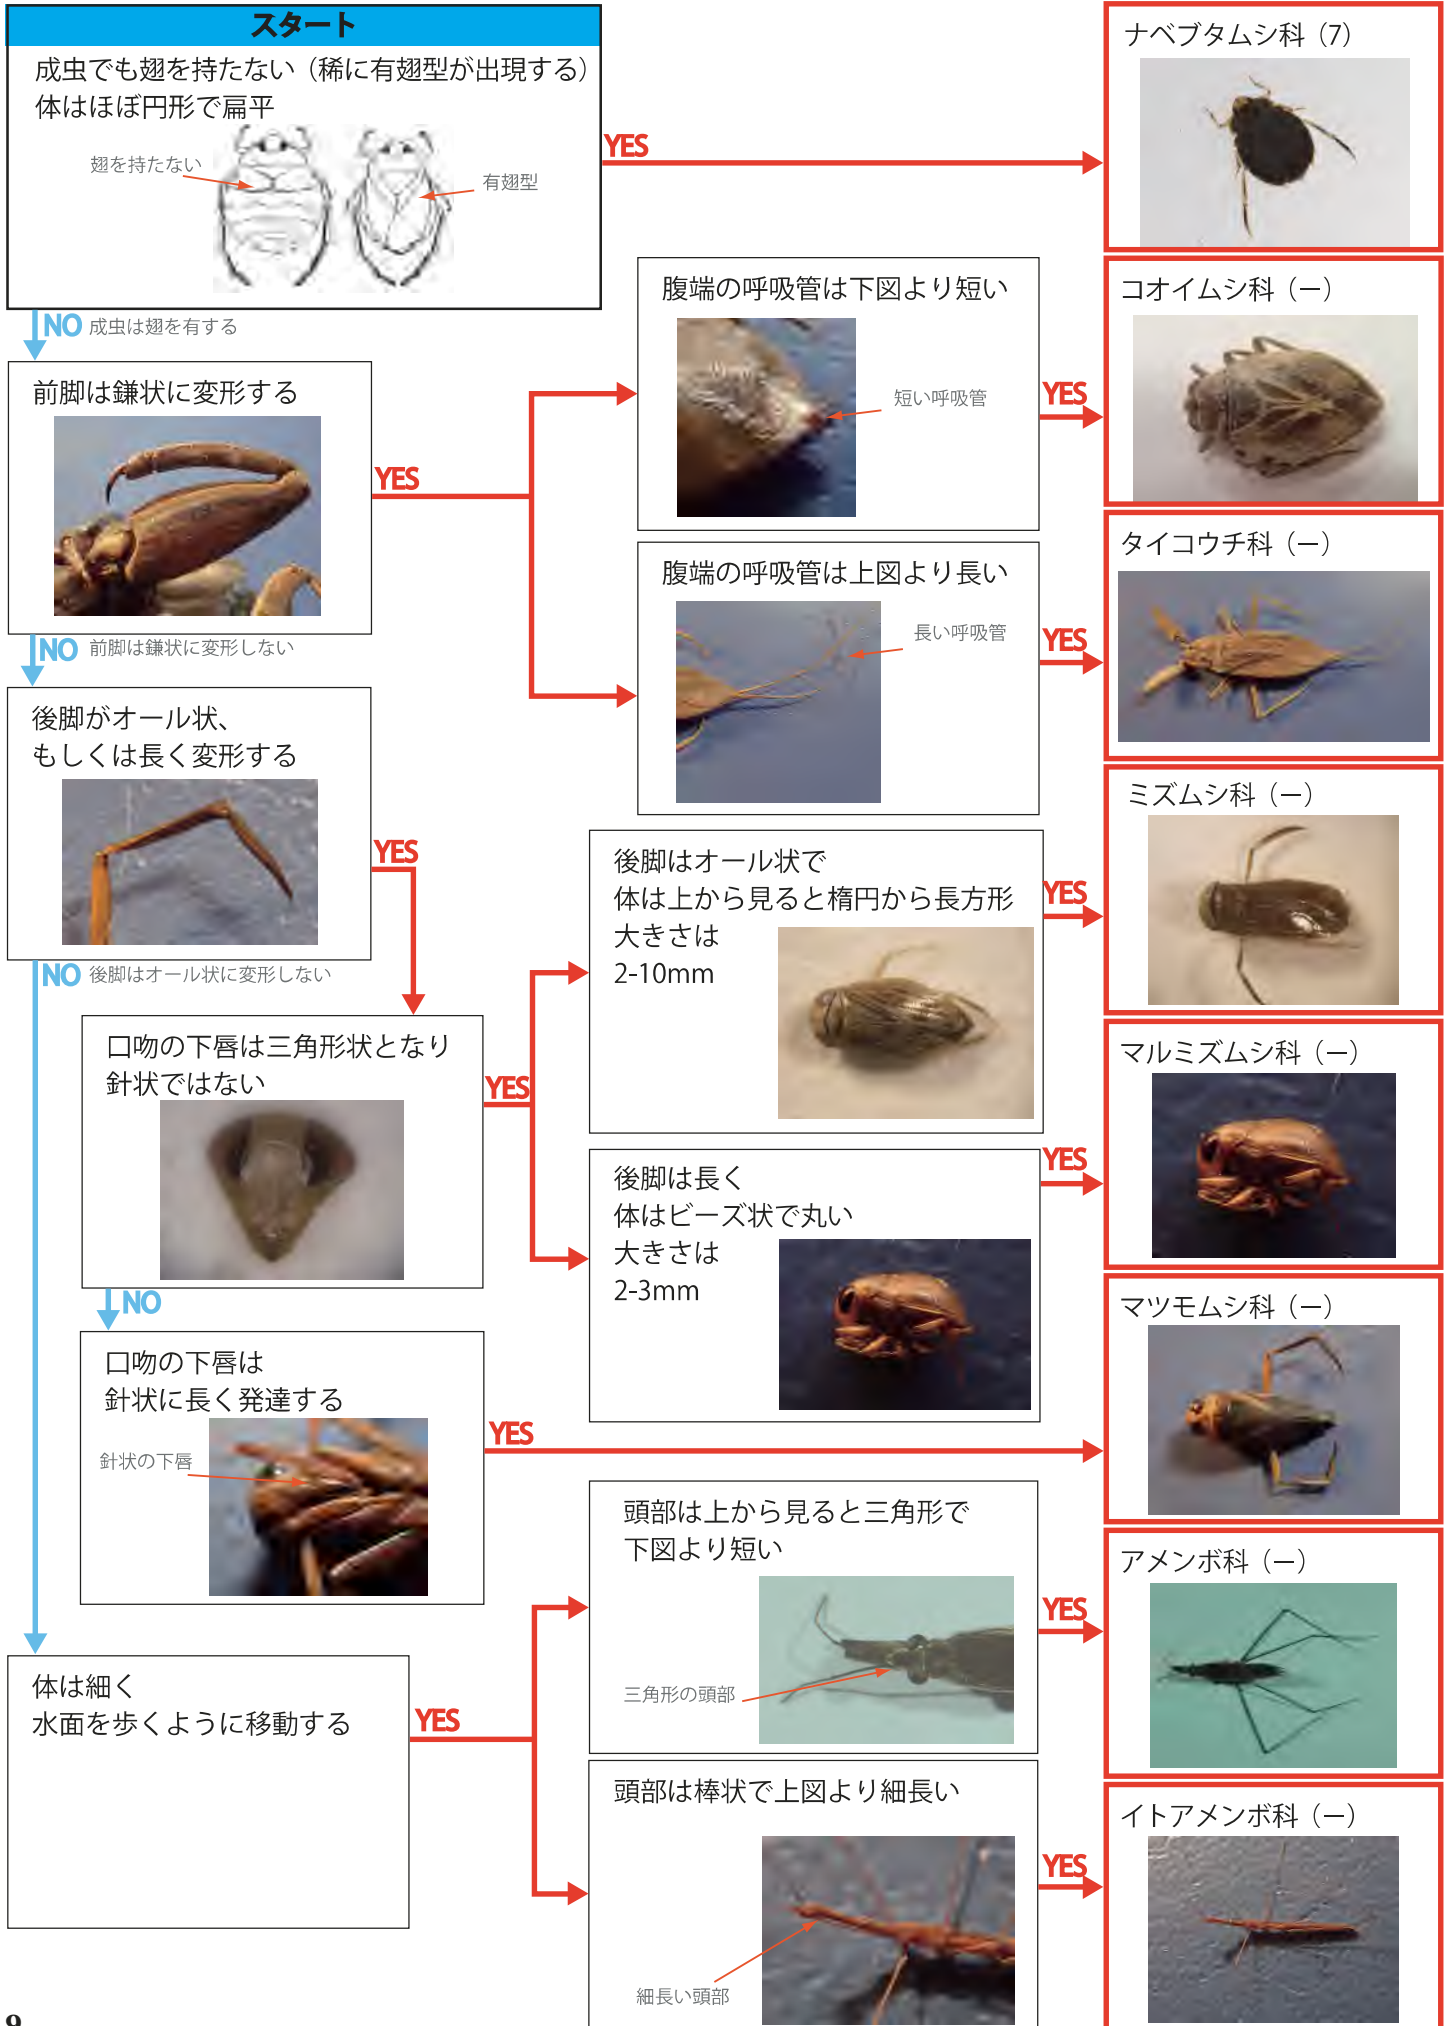 スタート
成虫でも翅を持たない（稀に有翅型が出現する）
体はほぼ円形で扁平
翅を持たない
有翅型
YES
ナベブタムシ科（7）
NO 成虫は翅を有する
前脚は鎌状に変形する
YES
腹端の呼吸管は下図より短い
短い呼吸管
YES
コオイムシ科（ー）
腹端の呼吸管は上図より長い
長い呼吸管
YES
タイコウチ科（ー）
NO 前脚は鎌状に変形しない
後脚がオール状、
もしくは長く変形する
YES
NO 後脚はオール状に変形しない
口吻の下唇は三角形状となり
針状ではない
YES
後脚はオール状で
体は上から見ると楕円から長方形
大きさは
2-10mm
YES
ミズムシ科（ー）
後脚は長く
体はビーズ状で丸い
大きさは
2-3mm
YES
マルミズムシ科（ー）
NO
口吻の下唇は
針状に長く発達する
針状の下唇
YES
マツモムシ科（ー）
体は細く
水面を歩くように移動する
YES
頭部は上から見ると三角形で
下図より短い
三角形の頭部
YES
アメンボ科（ー）
頭部は棒状で上図より細長い
細長い頭部
YES
イトアメンボ科（ー）
9